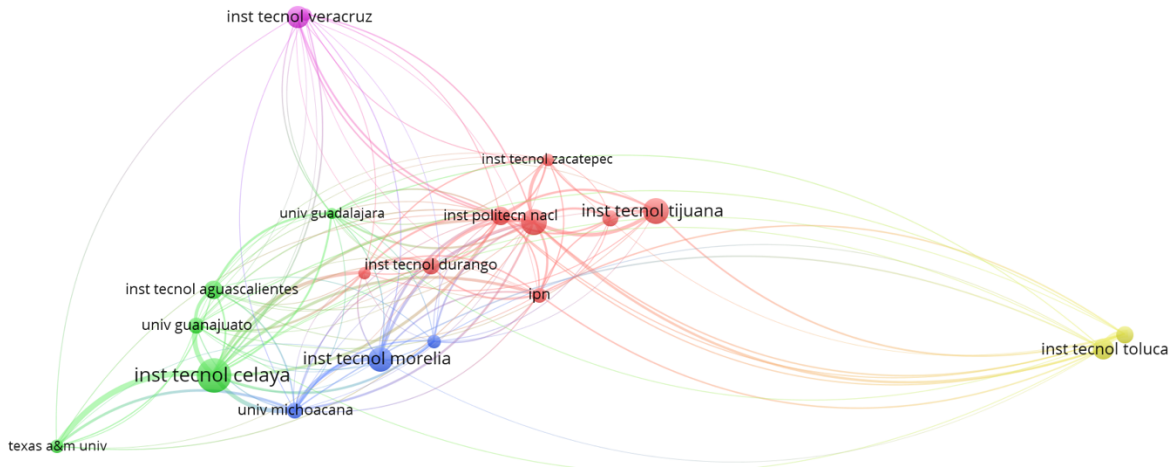 inst tecnol veracruz
inst tecnol zacatepec
univ guadalajara
inst politecn nacl
inst tecnol tijuana
inst tecnol durango
inst tecnol aguascalientes
ipn
univ guanajuato
inst tecnol toluca
inst tecnol morelia
inst tecnol celaya
univ michoacana
texas a&m univ